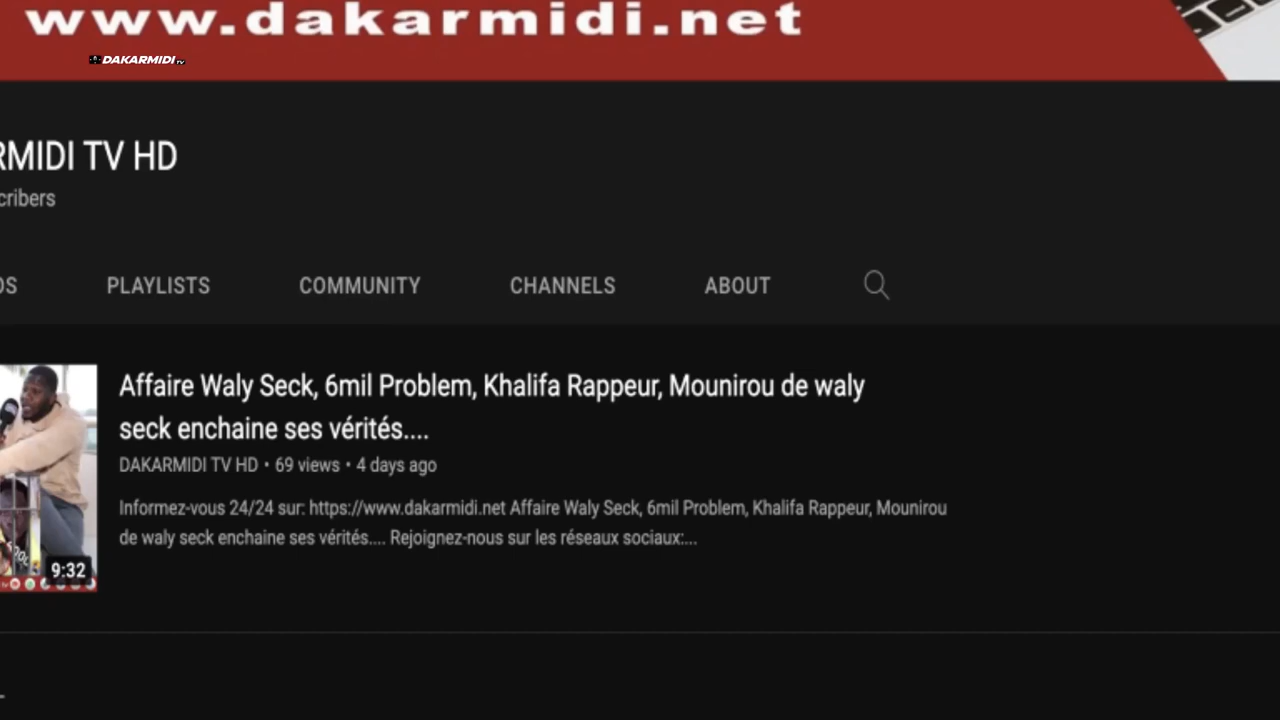 www.dakarmidi.net
DAKARMIDI TV
RMIDI TV HD
cribers
OS
PLAYLISTS
COMMUNITY
CHANNELS
ABOUT
Affaire Waly Seck, 6mil Problem, Khalifa Rappeur, Mounirou de waly
seck enchaine ses vérités....
DAKARMIDI TV HD • 69 views • 4 days ago
Informez-vous 24/24 sur: https://www.dakarmidi.net Affaire Waly Seck, 6mil Problem, Khalifa Rappeur, Mounirou
de waly seck enchaine ses vérités.... Rejoignez-nous sur les réseaux sociaux:...
9:32